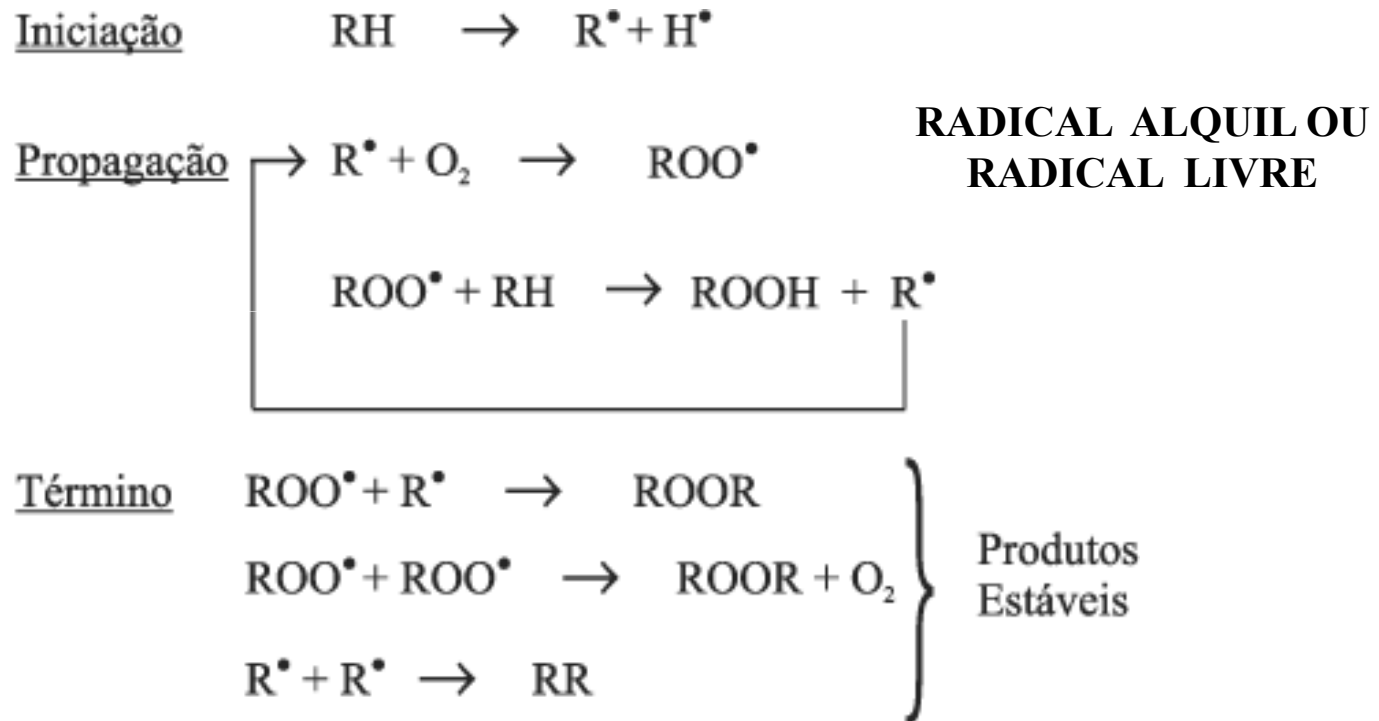 Iniciação RH → R• + H•
RADICAL ALQUIL OU
RADICAL LIVRE
Propagação → R• + O₂ → ROO•
ROO• + RH → ROOH + R•
Término ROO• + R• → ROOR
ROO• + ROO• → ROOR + O₂
R• + R• → RR
Produtos
Estáveis